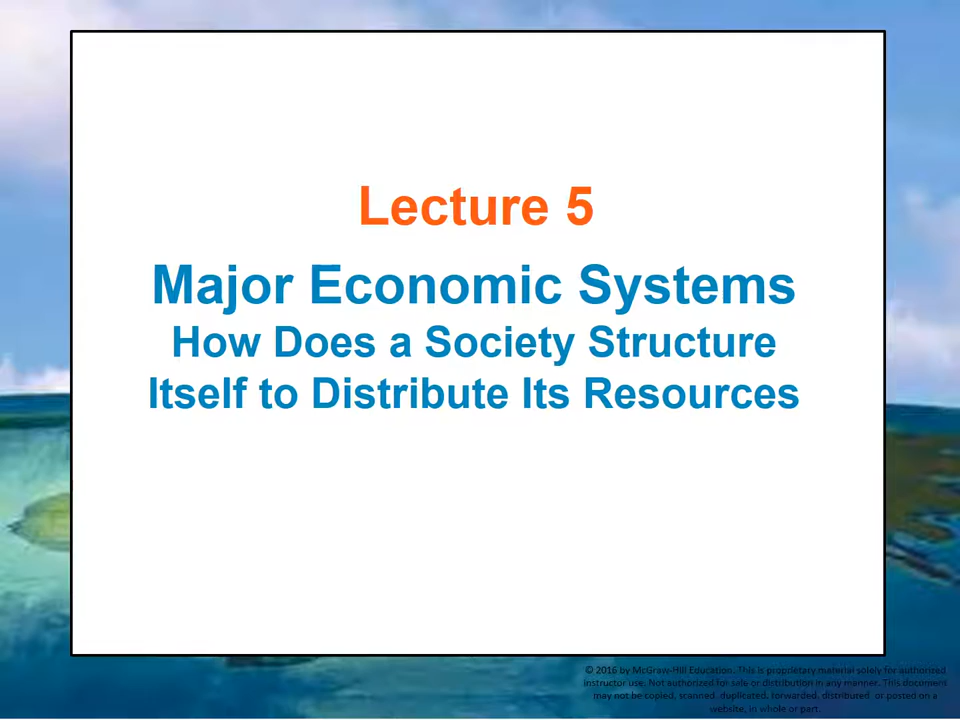 Lecture 5
Major Economic Systems
How Does a Society Structure
Itself to Distribute Its Resources
© 2016 by McGraw-Hill Education. This is proprietary material solely for authorized
instructor use. Not authorized for sale or distribution in any manner. This document
may not be copied, scanned, duplicated, forwarded, distributed or posted on a
website, in whole or part.